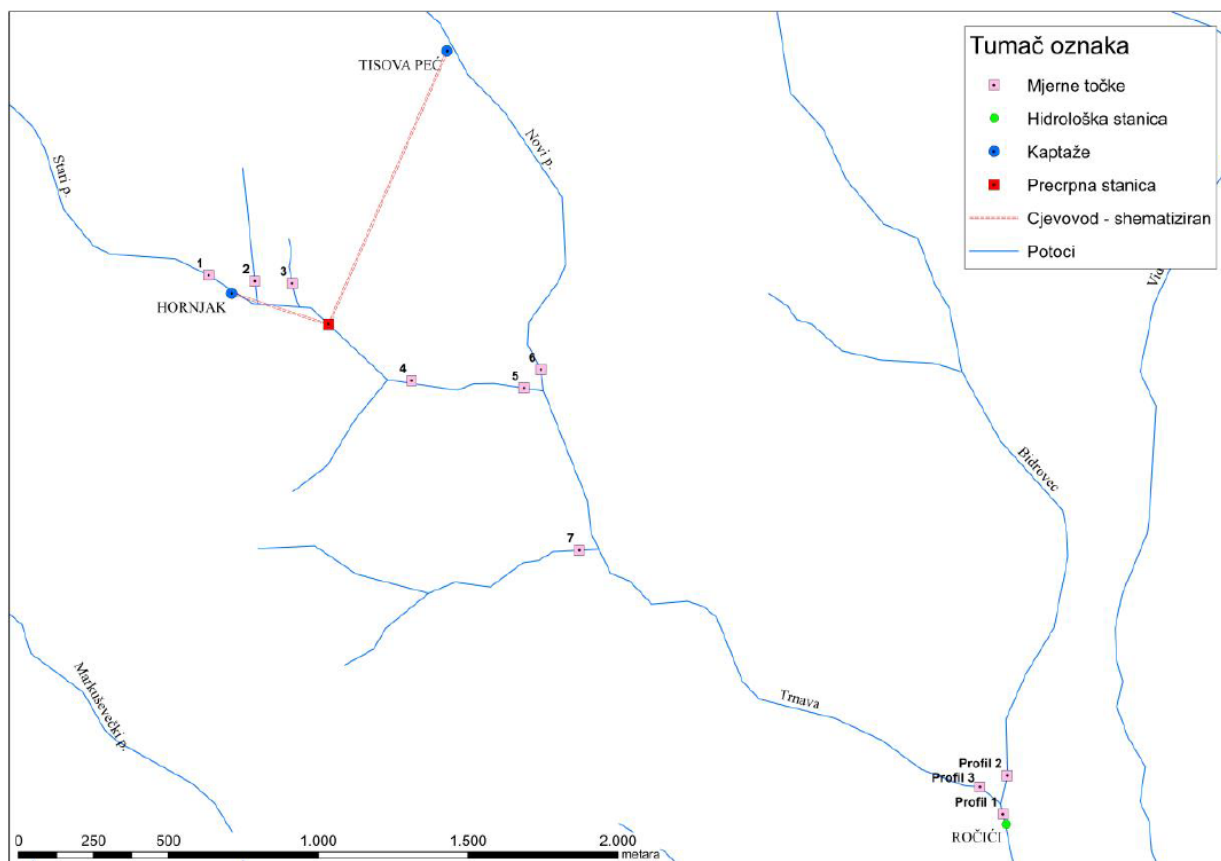 Tumač oznaka
Mjerne točke
Hidrološka stanica
Kaptaže
Precrpna stanica
Cjevovod - shematiziran
Potoci
TISOVA PEĆ
Novi p.
Stari p.
1
2
3
HORNJAK
4
5
6
7
Bidrovec
Markuševečki p.
Trnava
Profil 2
Profil 3
Profil 1
ROČIĆI
0 250 500 1.000 1.500 2.000
metara